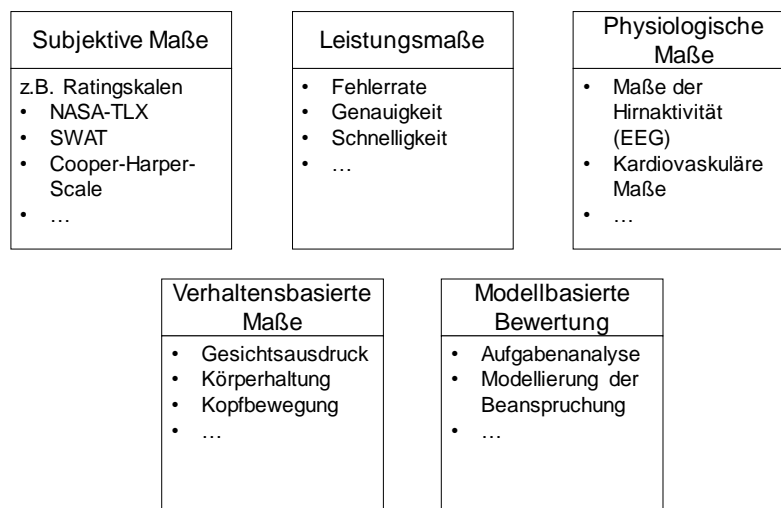 Subjektive Maße
z.B. Ratingskalen
• NASA-TLX
• SWAT
• Cooper-Harper-
Scale
• …
Leistungsmaße
• Fehlerrate
• Genauigkeit
• Schnelligkeit
• …
Physiologische
Maße
• Maße der
Hirnaktivität
(EEG)
• Kardiovaskuläre
Maße
• …
Verhaltensbasierte
Maße
• Gesichtsausdruck
• Körperhaltung
• Kopfbewegung
• …
Modellbasierte
Bewertung
• Aufgabenanalyse
• Modellierung der
Beanspruchung
• …